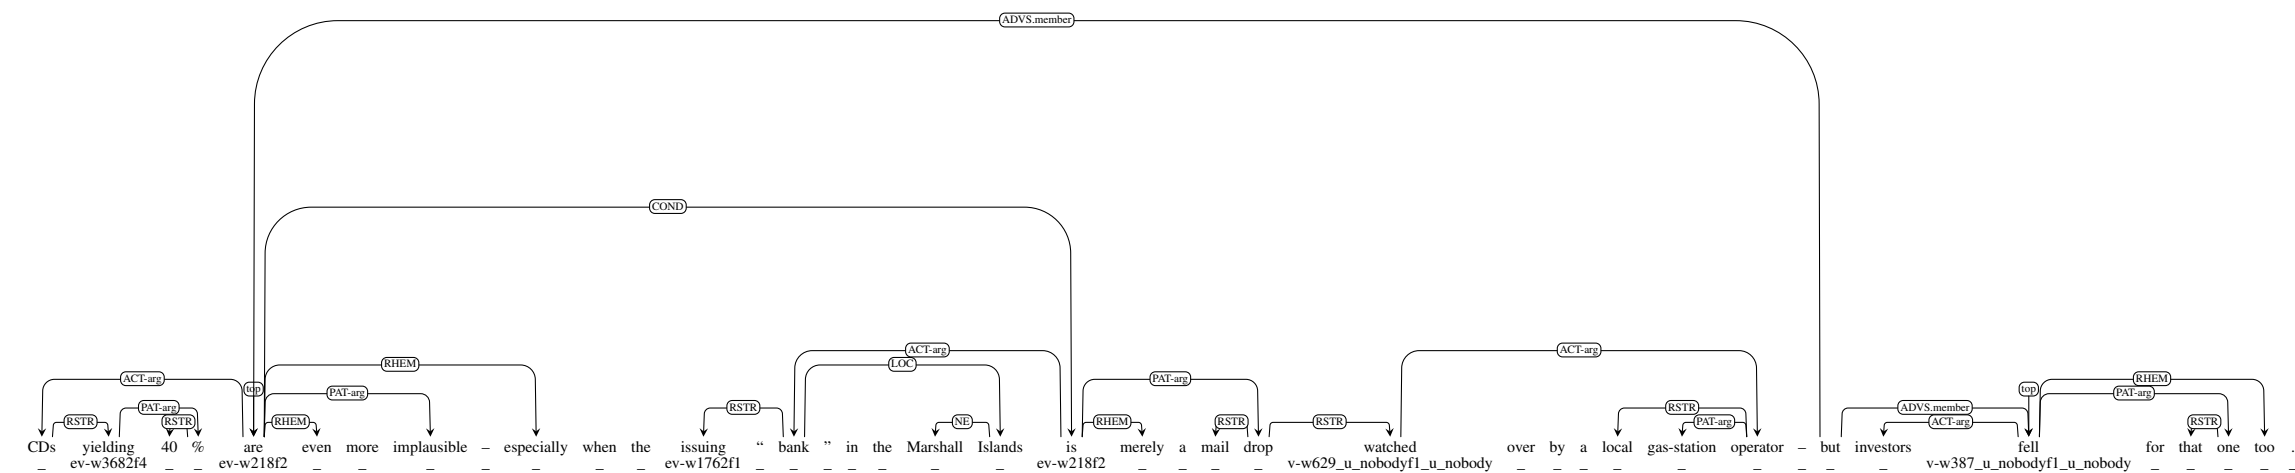 ADVS.member
COND
ACT-arg
RHEM LOC ACT-arg
ACT-arg top PAT-arg top RHEM
PAT-arg PAT-arg
RSTR PAT-arg RSTR RSTR ADVS.member
RSTR RHEM NE RHEM RSTR RSTR PAT-arg ACT-arg RSTR
CDs yielding 40 % are even more implausible – especially when the issuing “ bank ” in the Marshall Islands is merely a mail drop watched over by a local gas-station operator – but investors fell for that one too
_ ev-w3682f4 _ _ ev-w218f2 _ _ _ _ _ _ _ ev-w1762f1 _ _ _ _ _ _ _ ev-w218f2 _ _ _ _ v-w629_u_nobodyf1_u_nobody _ _ _ _ _ _ _ _ _ v-w387_u_nobodyf1_u_nobody _ _ _ _